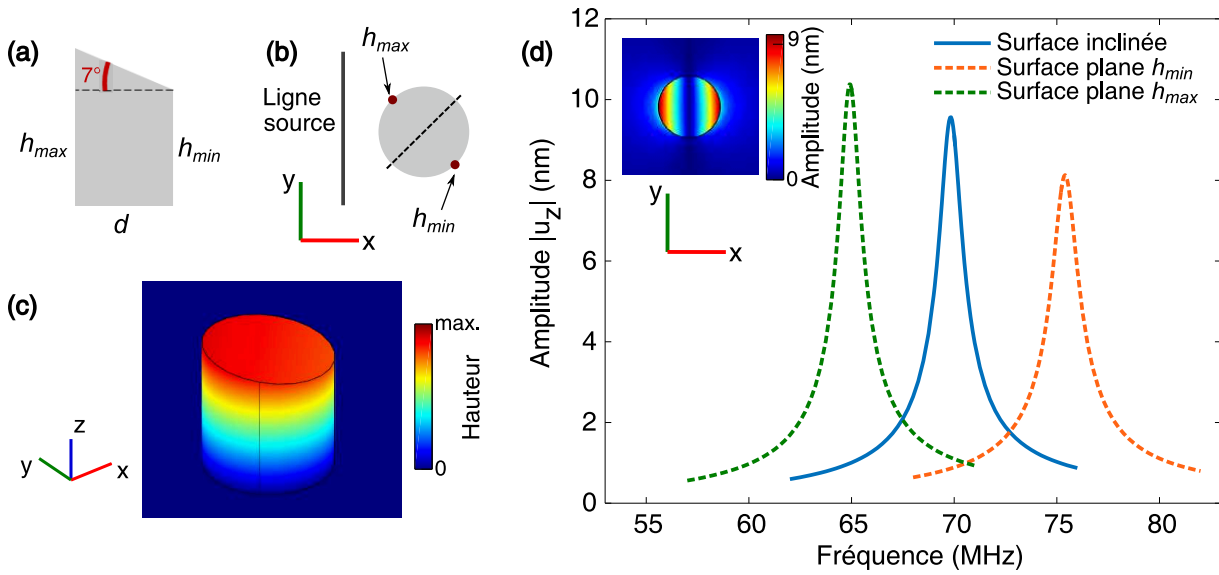 (a)
7°
h_max
h_min
d
(b)
h_max
Ligne
source
h_min
y
x
(c)
max.
Hauteur
0
z
y
x
(d)
Surface inclinée
Surface plane h_min
Surface plane h_max
9
Amplitude (nm)
0
y
x
Amplitude |u_z| (nm)
12
10
8
6
4
2
0
55 60 65 70 75 80
Fréquence (MHz)